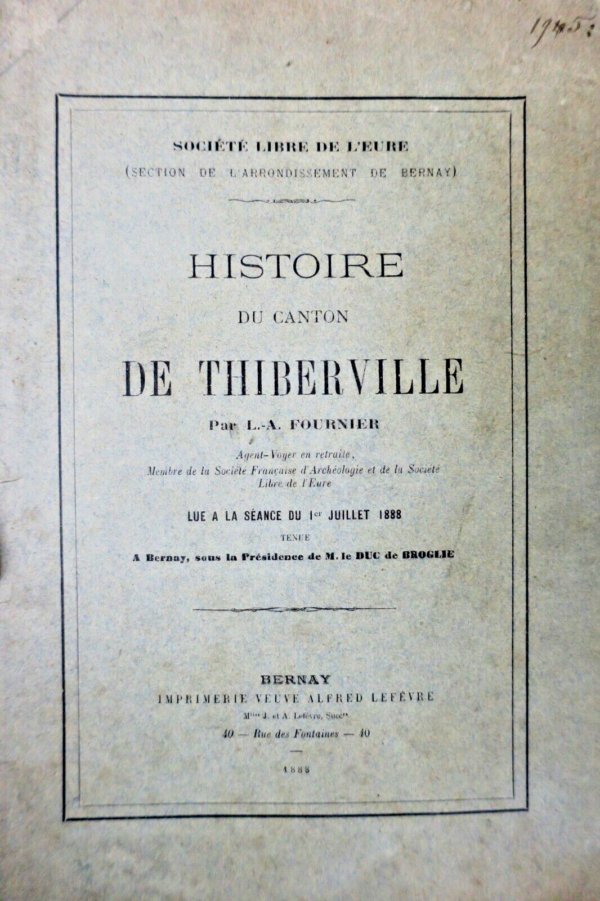 1945:
SOCIÉTÉ LIBRE DE L'EURE
(SECTION DE L'ARRONDISSEMENT DE BERNAY)
HISTOIRE
DU CANTON
DE THIBERVILLE
Par L.-A. FOURNIER
Agent-Voyer en retraite,
Membre de la Société Française d'Archéologie et de la Société
Libre de l'Eure
LUE A LA SÉANCE DU 1er JUILLET 1888
TENUE
A Bernay, sous la Présidence de M. le DUC de BROGLIE
BERNAY
IMPRIMERIE VEUVE ALFRED LEFÈVRE
J. et A. Lefèvre, Succrs
40 — Rue des Fontaines — 40
1888